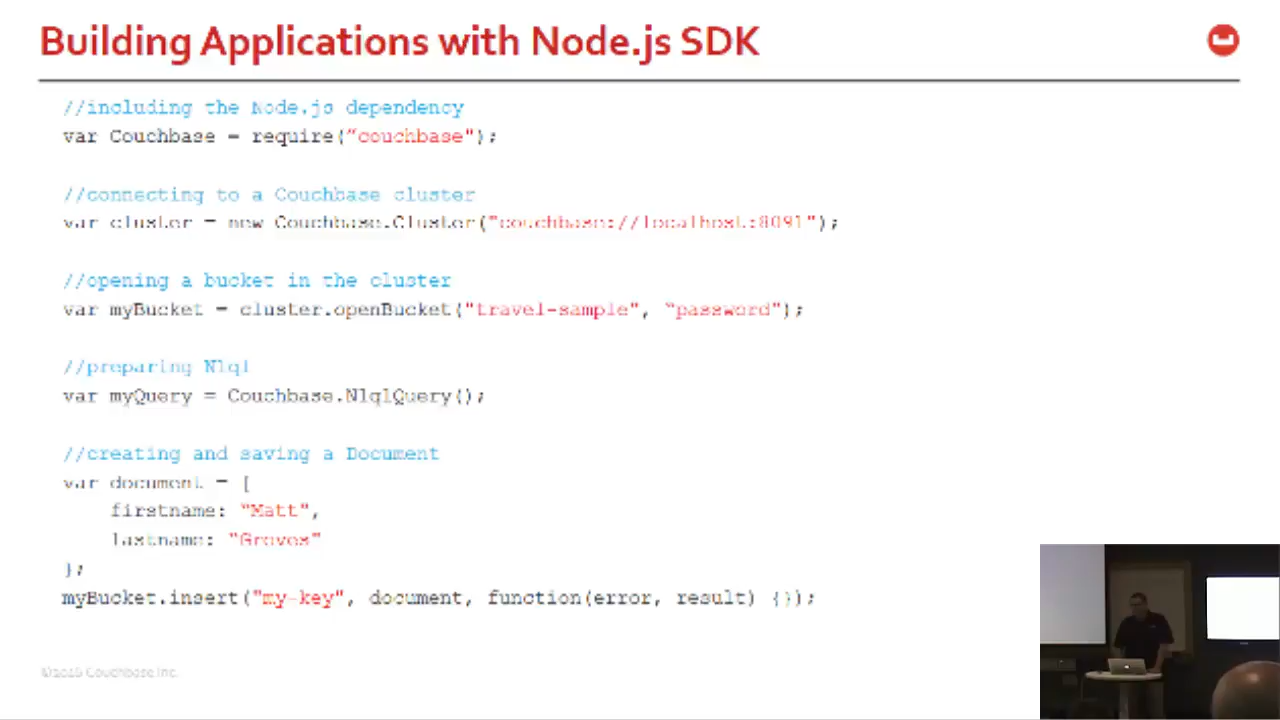 Building Applications with Node.js SDK
//including the Node.js dependency
var Couchbase = require("couchbase");
//connecting to a Couchbase cluster
var cluster = new Couchbase.Cluster("couchbase://localhost:8091");
//opening a bucket in the cluster
var myBucket = cluster.openBucket("travel-sample", "password");
//preparing N1ql
var myQuery = Couchbase.N1qlQuery();
//creating and saving a Document
var document = {
firstname: "Matt",
lastname: "Groves"
};
myBucket.insert("my-key", document, function(error, result) {});
©2016 Couchbase Inc.